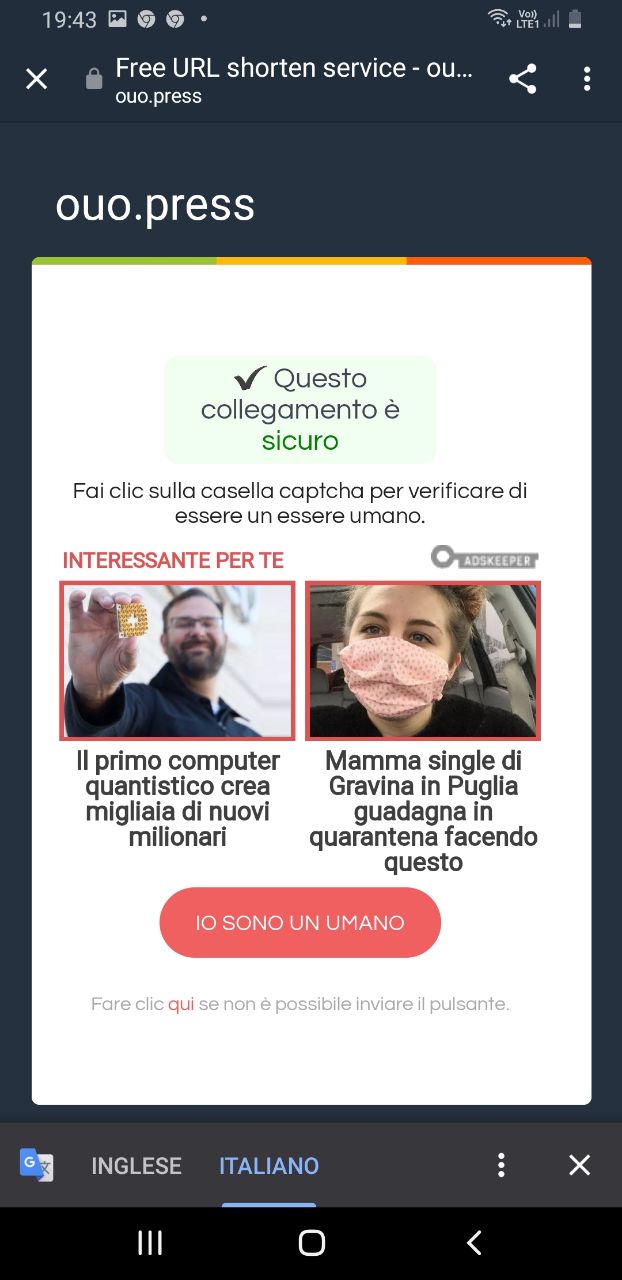 19:43
Vo))
LTE1
Free URL shorten service - ou...
ouo.press
ouo.press
Questo
collegamento è
sicuro
Fai clic sulla casella captcha per verificare di
essere un essere umano.
INTERESSANTE PER TE
ADSKEEPER
Il primo computer
quantistico crea
migliaia di nuovi
milionari
Mamma single di
Gravina in Puglia
guadagna in
quarantena facendo
questo
IO SONO UN UMANO
Fare clic qui se non è possibile inviare il pulsante.
G
文
INGLESE
ITALIANO